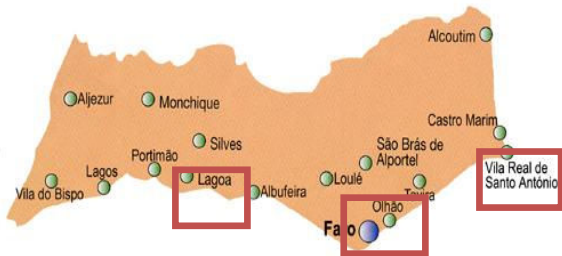 Alcoutim
Aljezur
Monchique
Castro Marim
Silves
São Brás de
Alportel
Portimão
Vila Real de
Santo António
Lagos
Lagoa
Loulé
Tavira
Vila do Bispo
Albufeira
Olhão
Faro